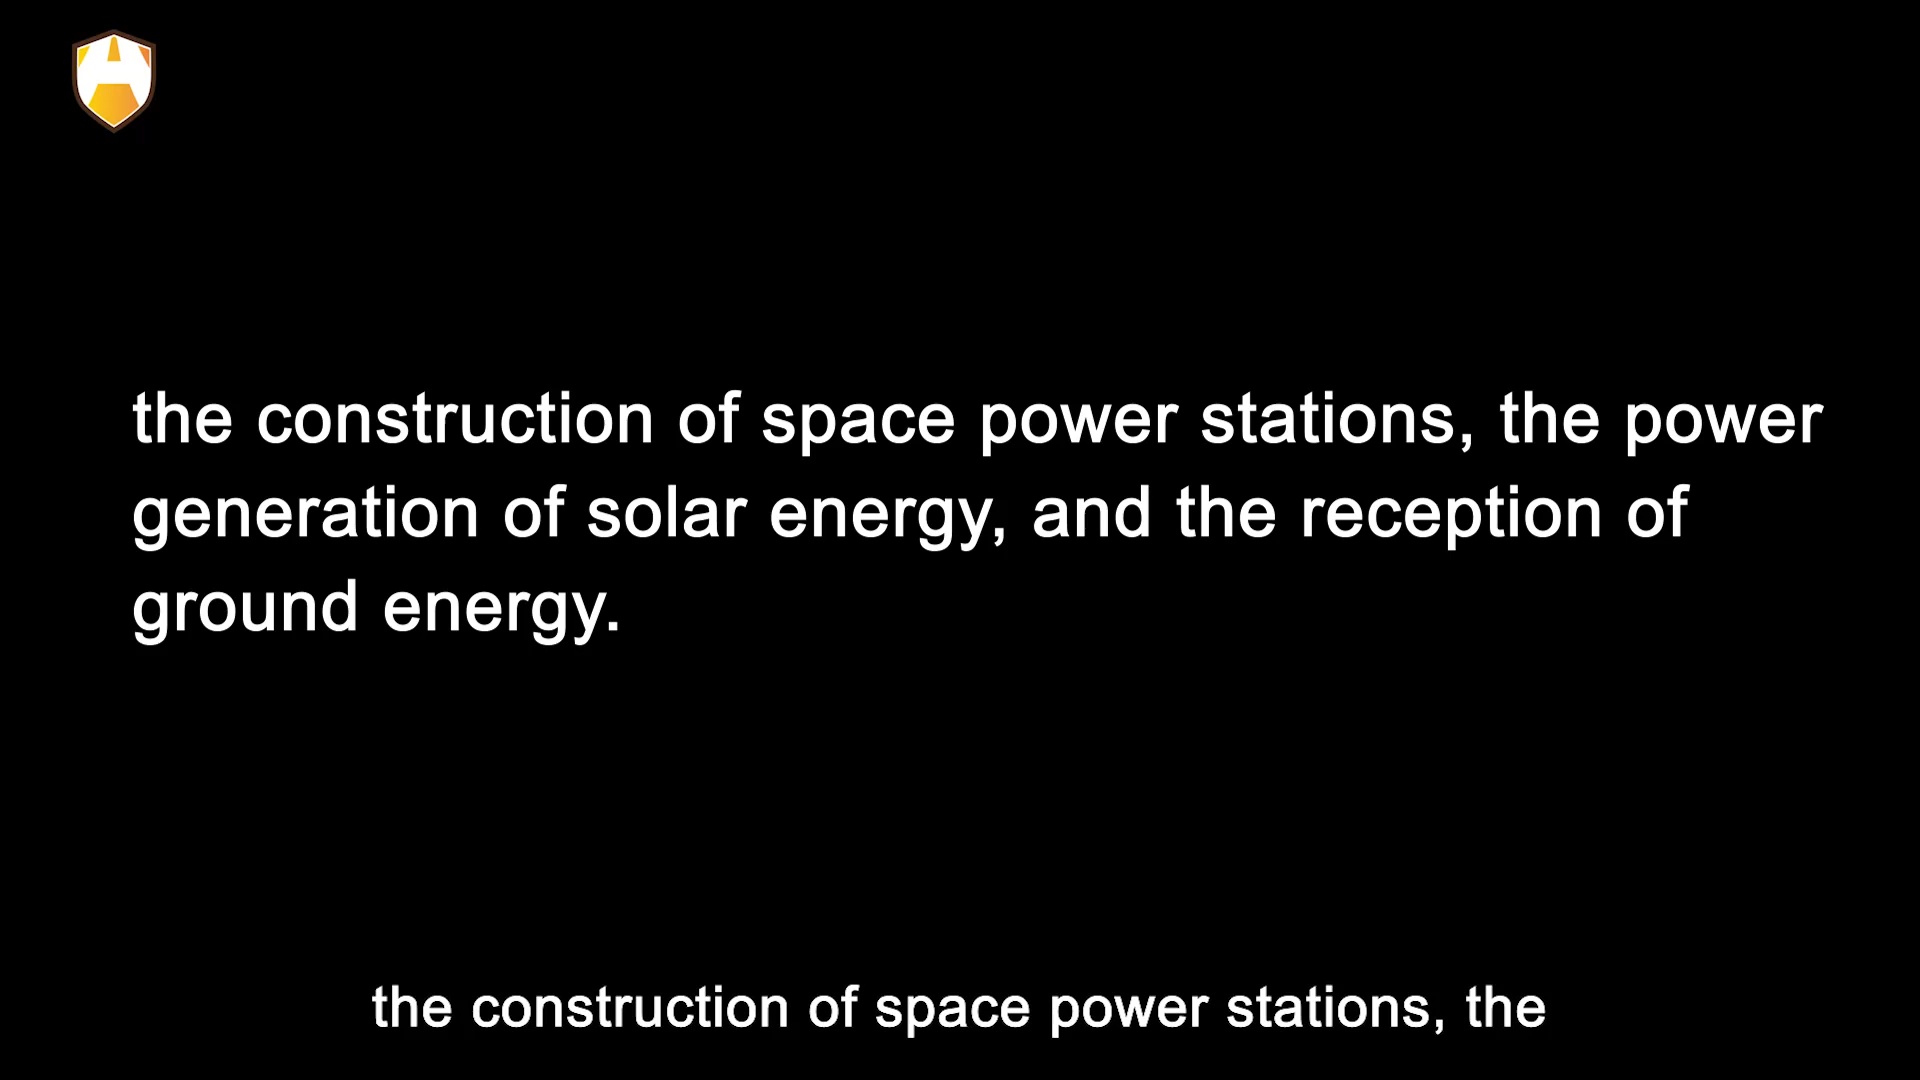 the construction of space power stations, the power
generation of solar energy, and the reception of
ground energy.
the construction of space power stations, the